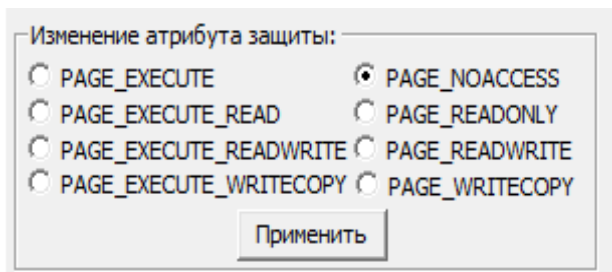 Изменение атрибута защиты:
PAGE_EXECUTE PAGE_NOACCESS
PAGE_EXECUTE_READ PAGE_READONLY
PAGE_EXECUTE_READWRITE PAGE_READWRITE
PAGE_EXECUTE_WRITECOPY PAGE_WRITECOPY
Применить